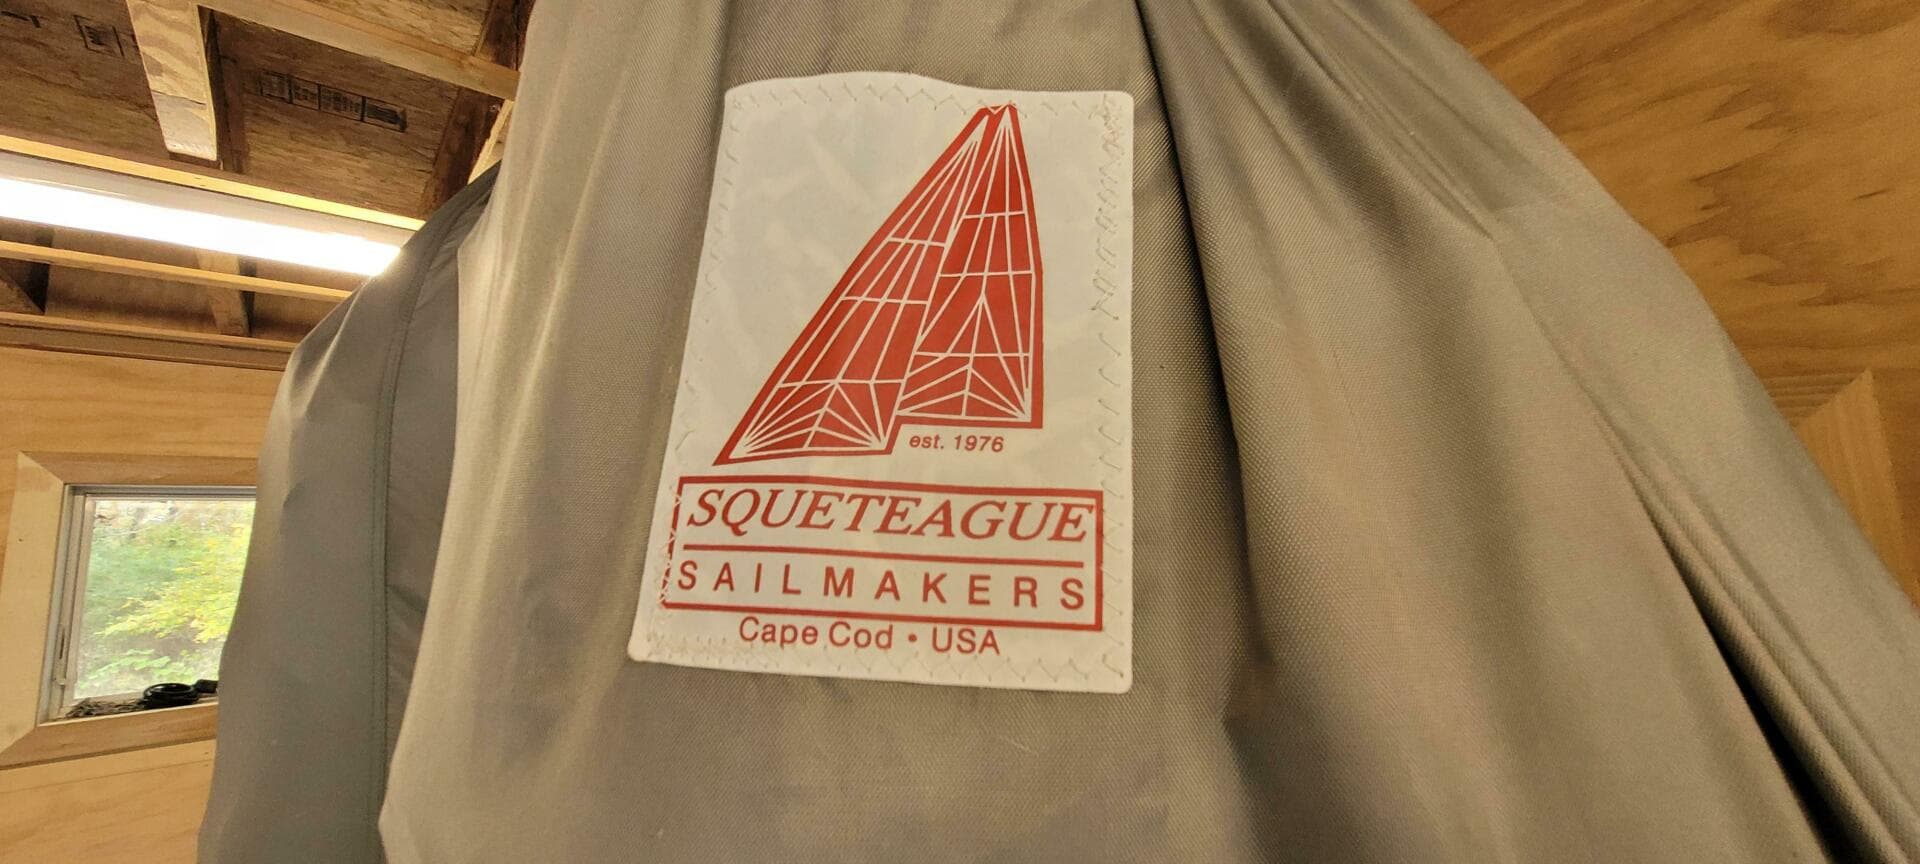 est. 1976
SQUETEAGUE
SAILMAKERS
Cape Cod • USA